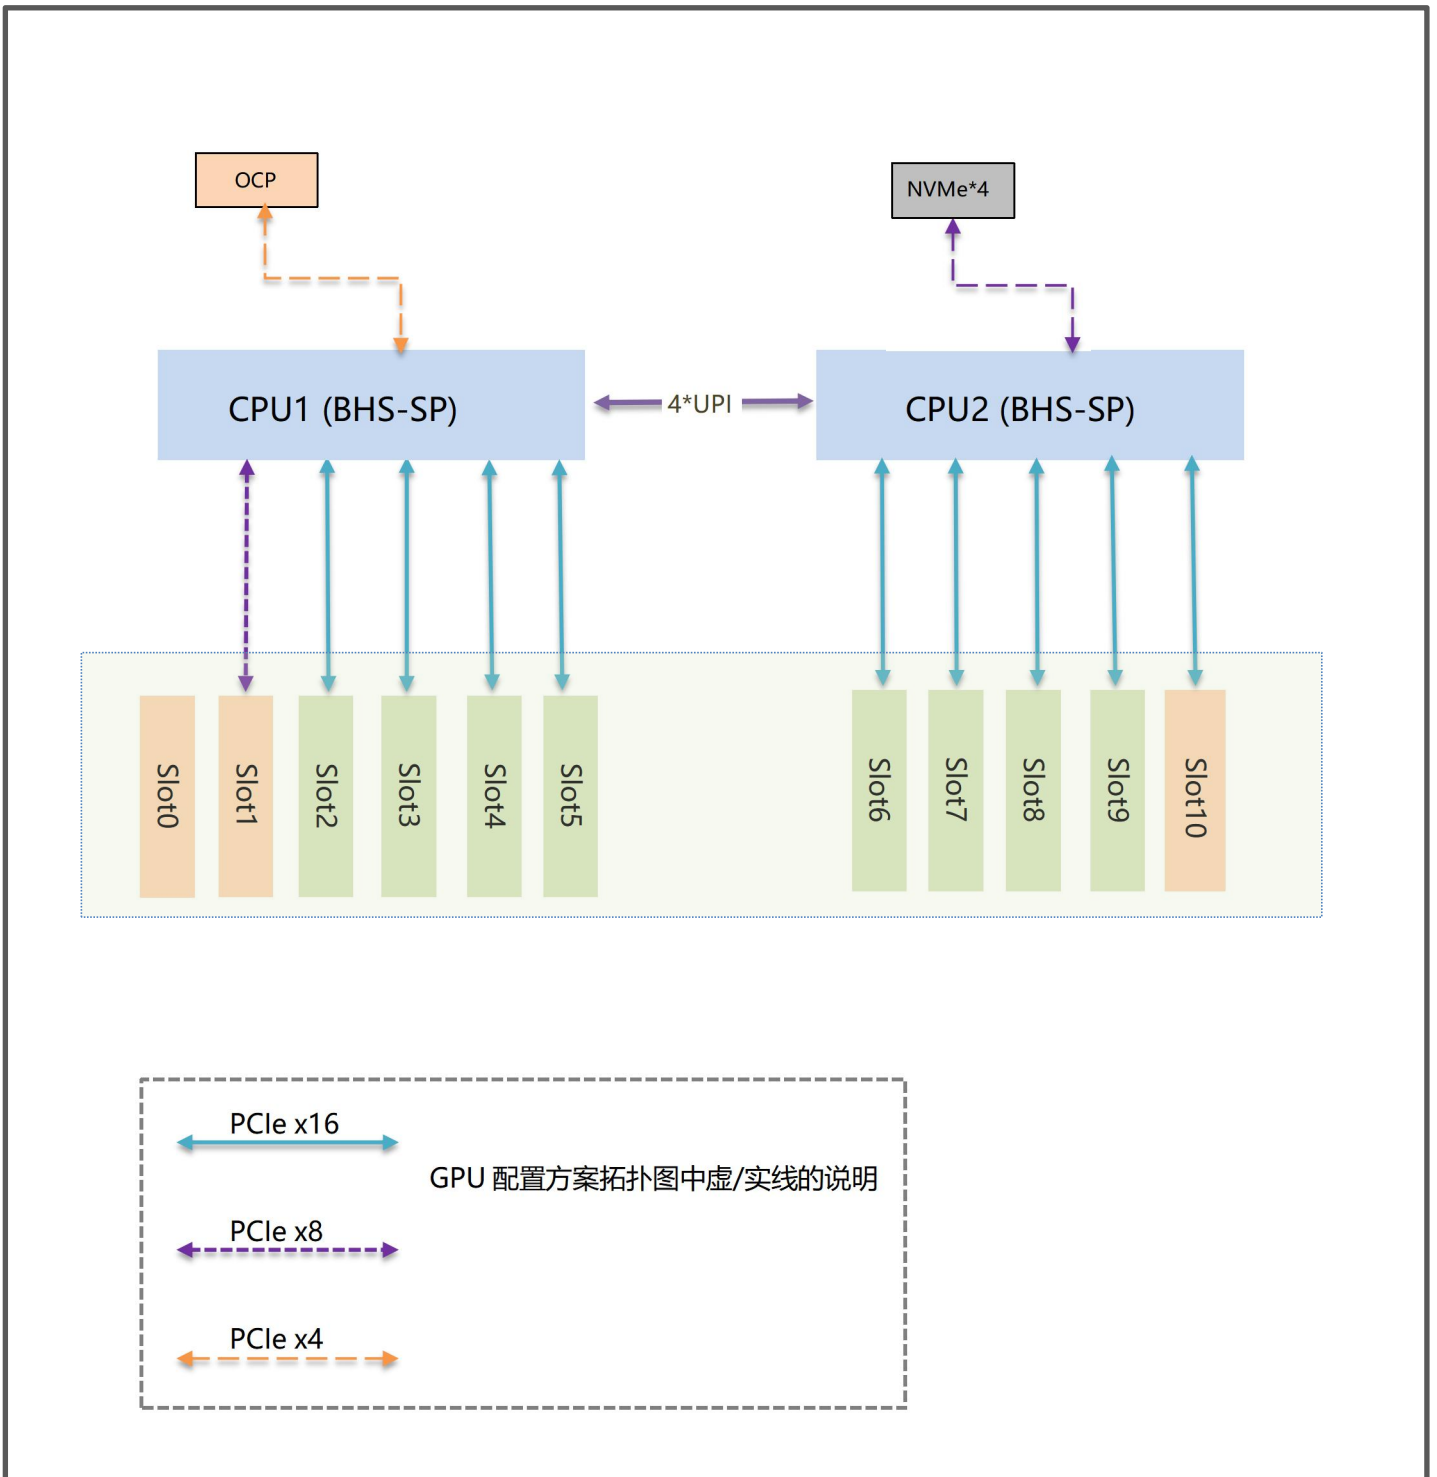 OCP
NVMe*4
CPU1 (BHS-SP)
4*UPI
CPU2 (BHS-SP)
Slot0
Slot1
Slot2
Slot3
Slot4
Slot5
Slot6
Slot7
Slot8
Slot9
Slot10
PCIe x16
GPU 配置方案拓扑图中虚/实线的说明
PCIe x8
PCIe x4